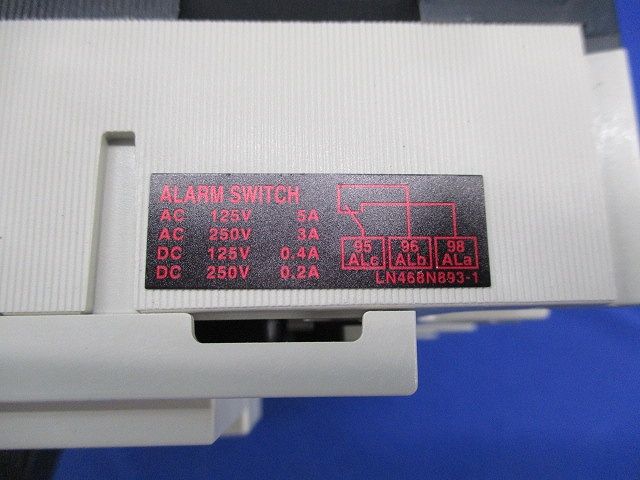 ALARM SWITCH
AC 125V 5A
AC 250V 3A
DC 125V 0.4A
DC 250V 0.2A
95 96 98
ALc ALb ALa
LN468N893-1